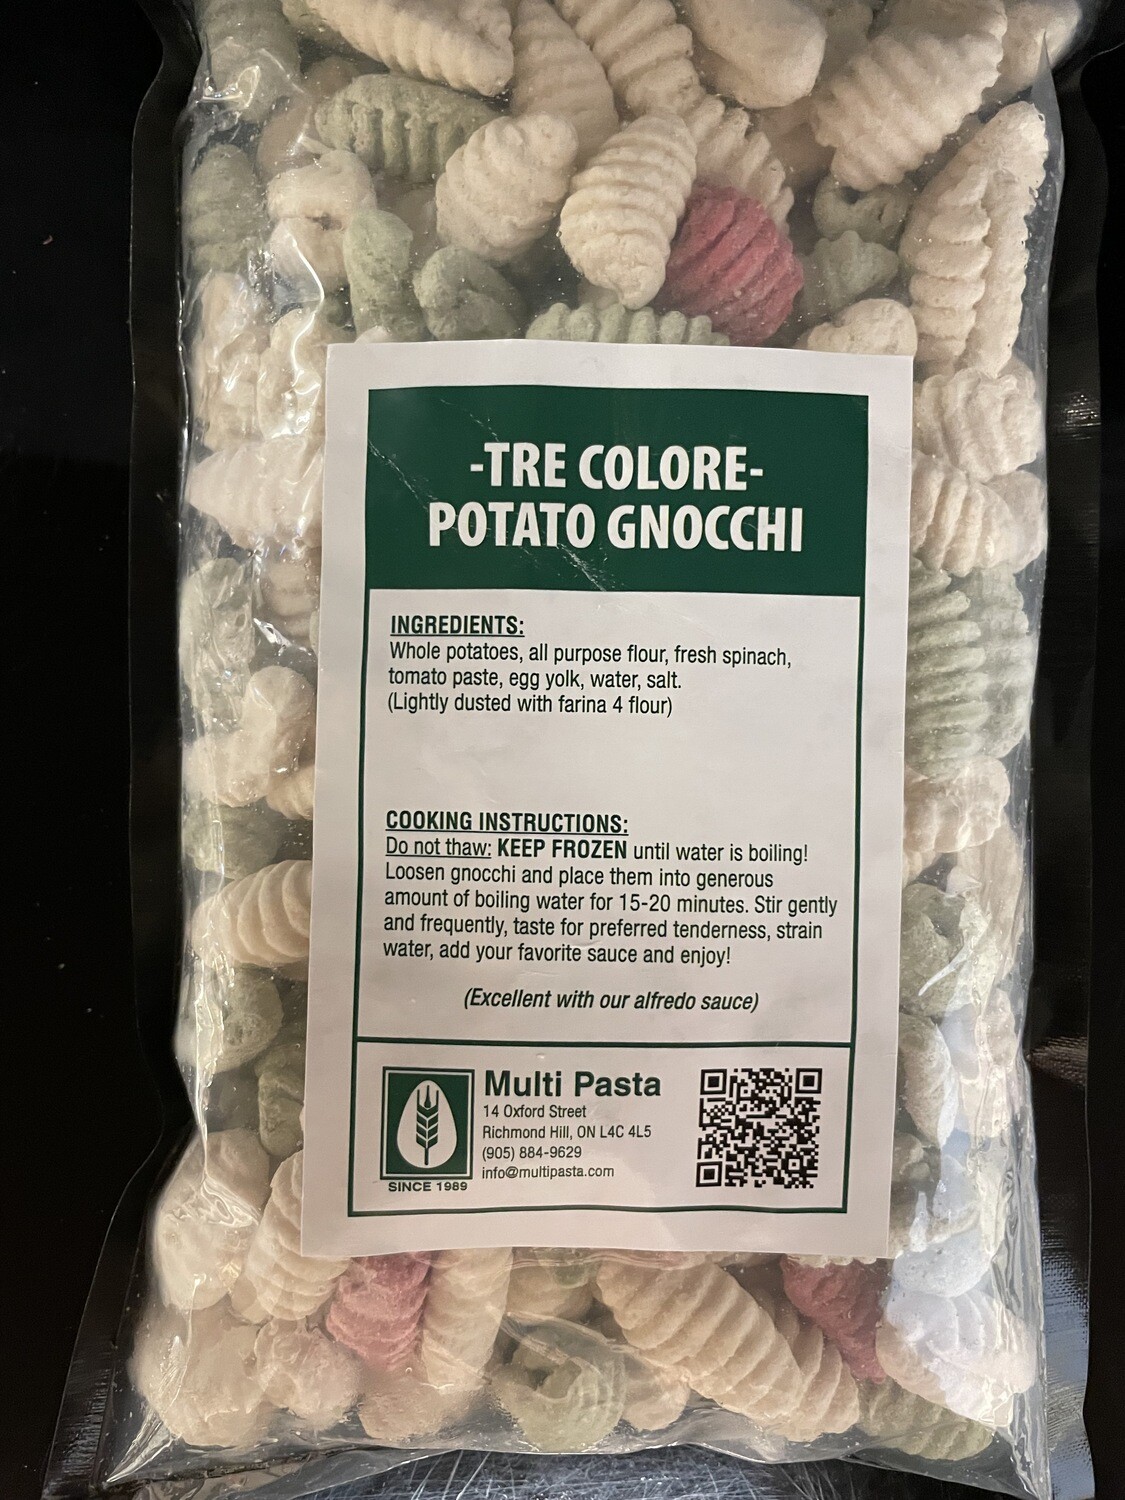 -TRE COLORE-
POTATO GNOCCHI
INGREDIENTS:
Whole potatoes, all purpose flour, fresh spinach,
tomato paste, egg yolk, water, salt.
(Lightly dusted with farina 4 flour)
COOKING INSTRUCTIONS:
Do not thaw: KEEP FROZEN until water is boiling!
Loosen gnocchi and place them into generous
amount of boiling water for 15-20 minutes. Stir gently
and frequently, taste for preferred tenderness, strain
water, add your favorite sauce and enjoy!
(Excellent with our alfredo sauce)
Multi Pasta
14 Oxford Street
Richmond Hill, ON L4C 4L5
(905) 884-9629
info@multipasta.com
SINCE 1989